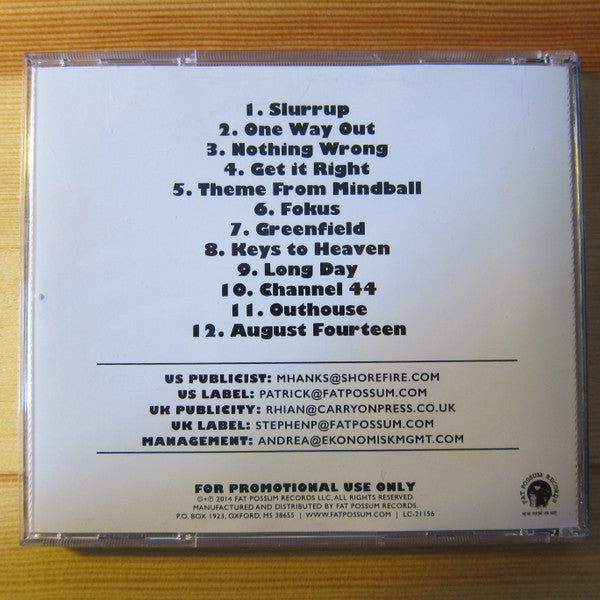 1. Slurrup
2. One Way Out
3. Nothing Wrong
4. Get it Right
5. Theme From Mindball
6. Fokus
7. Greenfield
8. Keys to Heaven
9. Long Day
10. Channel 44
11. Outhouse
12. August Fourteen
US PUBLICIST: MHANKS@SHOREFIRE.COM
US LABEL: PATRICK@FATPOSSUM.COM
UK PUBLICITY: RHIAN@CARRYONPRESS.CO.UK
UK LABEL: STEPHENP@FATPOSSUM.COM
MANAGEMENT: ANDREA@EKONOMISKMGMT.COM
FOR PROMOTIONAL USE ONLY
©+℗ 2014 FAT POSSUM RECORDS LLC, ALL RIGHTS RESERVED.
MANUFACTURED AND DISTRIBUTED BY FAT POSSUM RECORDS.
P.O. BOX 1923, OXFORD, MS 38655 | WWW.FATPOSSUM.COM | LC-21156
FAT POSSUM RECORDS